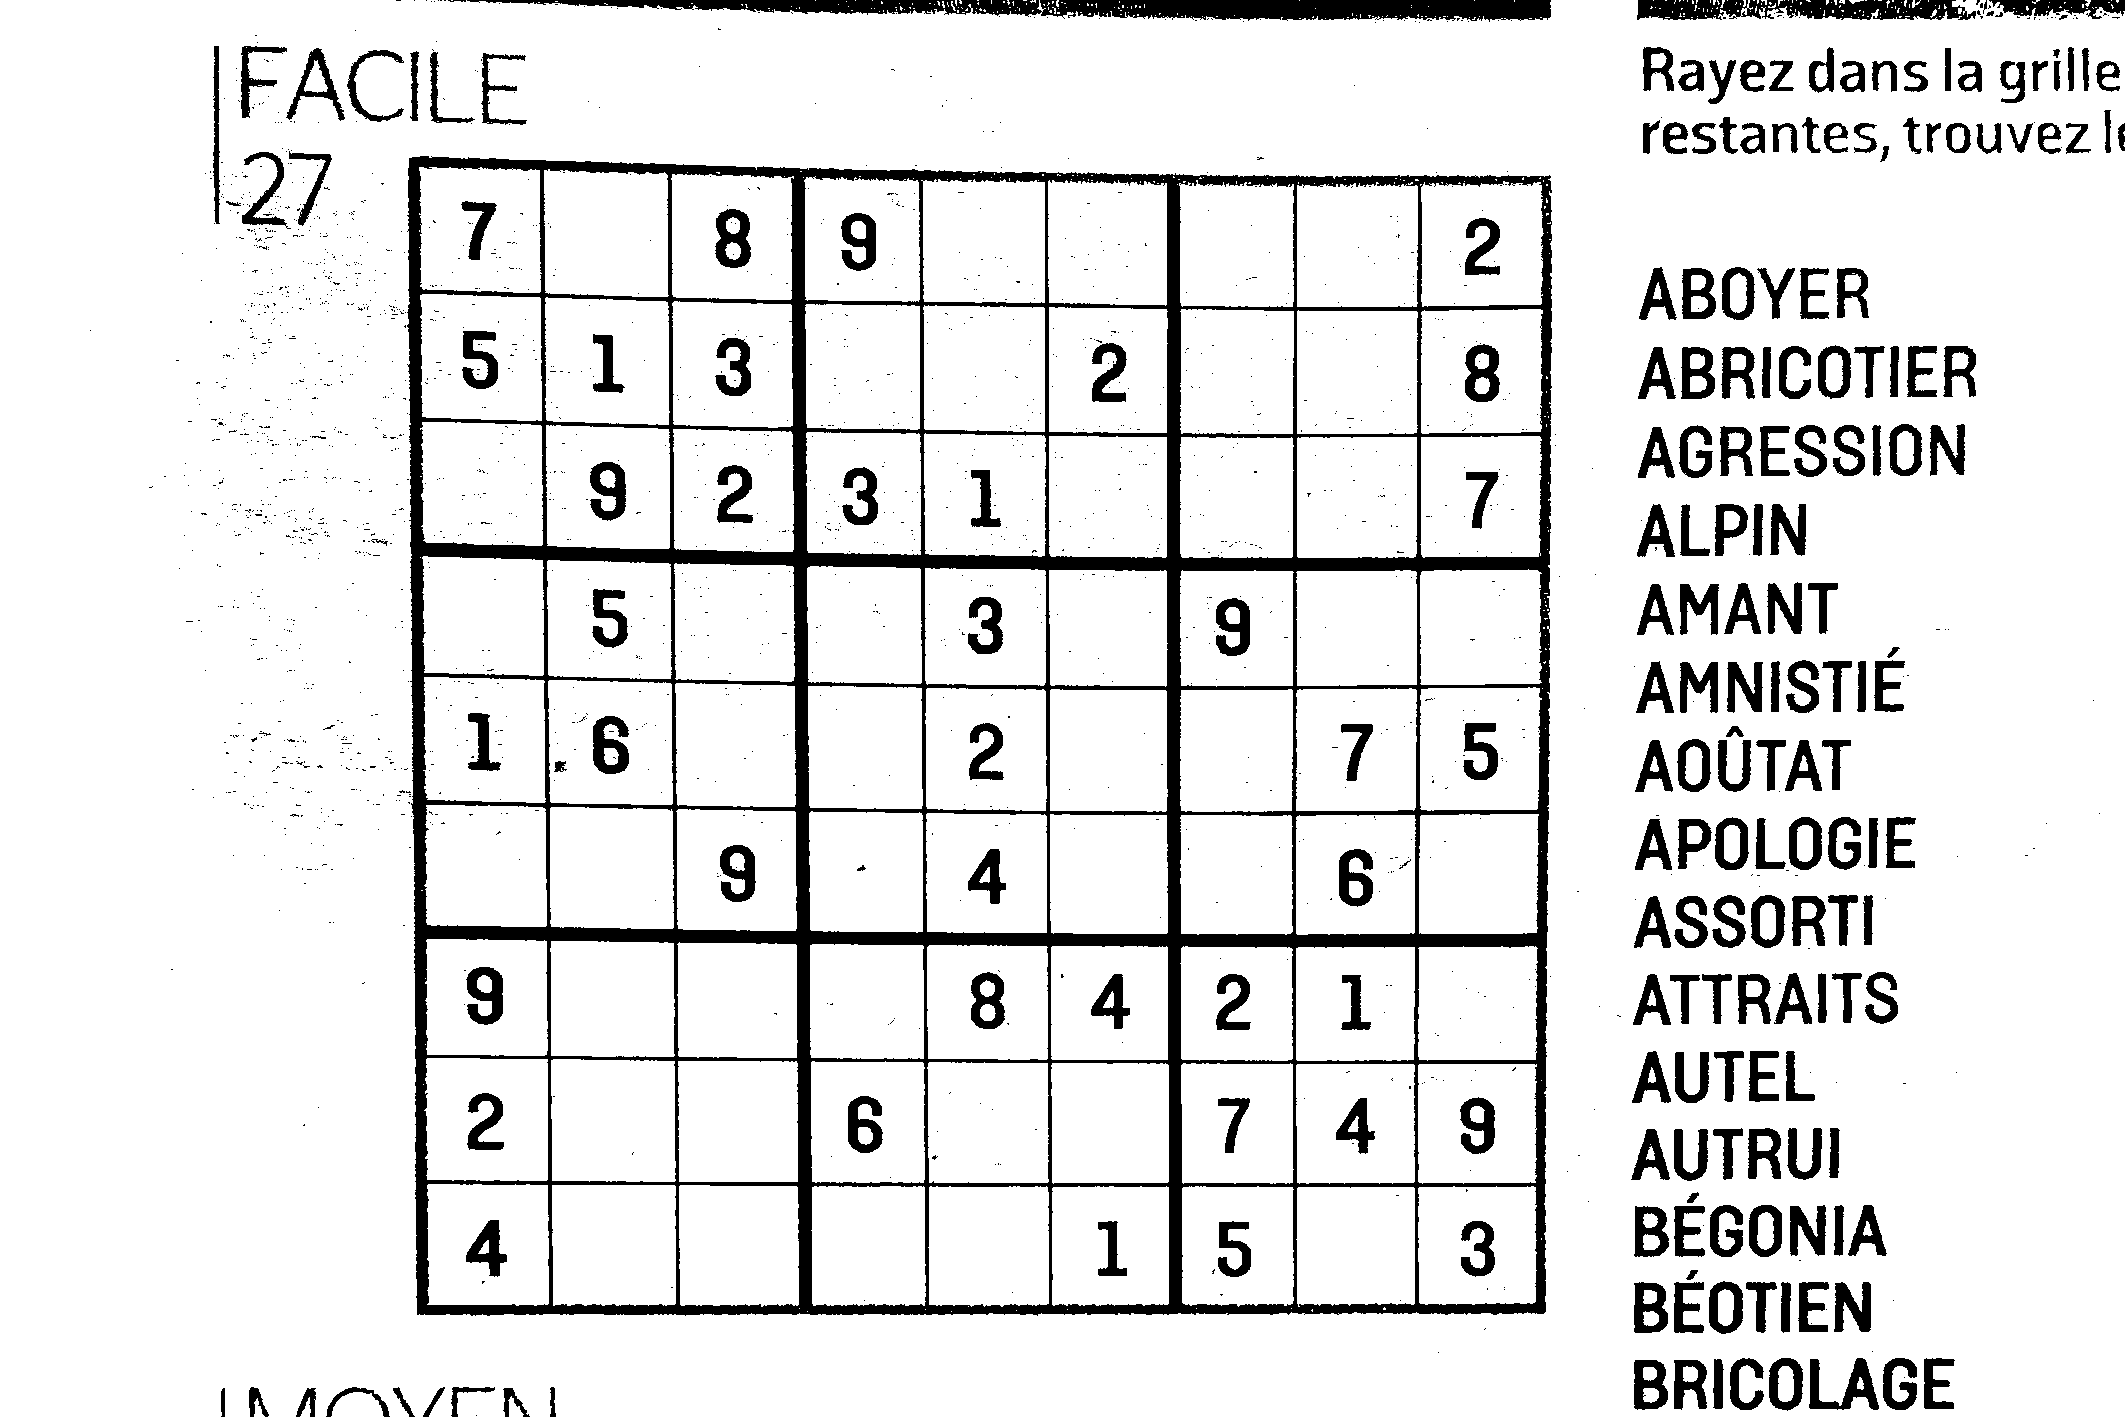 FACILE
27
7 8 9 2
5 1 3 2 8
9 2 3 1 7
5 3 9
1 6 2 7 5
9 4 6
9 8 4 2 1
2 6 7 4 9
4 1 5 3
MOYEN
Rayez dans la grille
restantes, trouvez le
ABOYER
ABRICOTIER
AGRESSION
ALPIN
AMANT
AMNISTIÉ
AOÛTAT
APOLOGIE
ASSORTI
ATTRAITS
AUTEL
AUTRUI
BÉGONIA
BÉOTIEN
BRICOLAGE